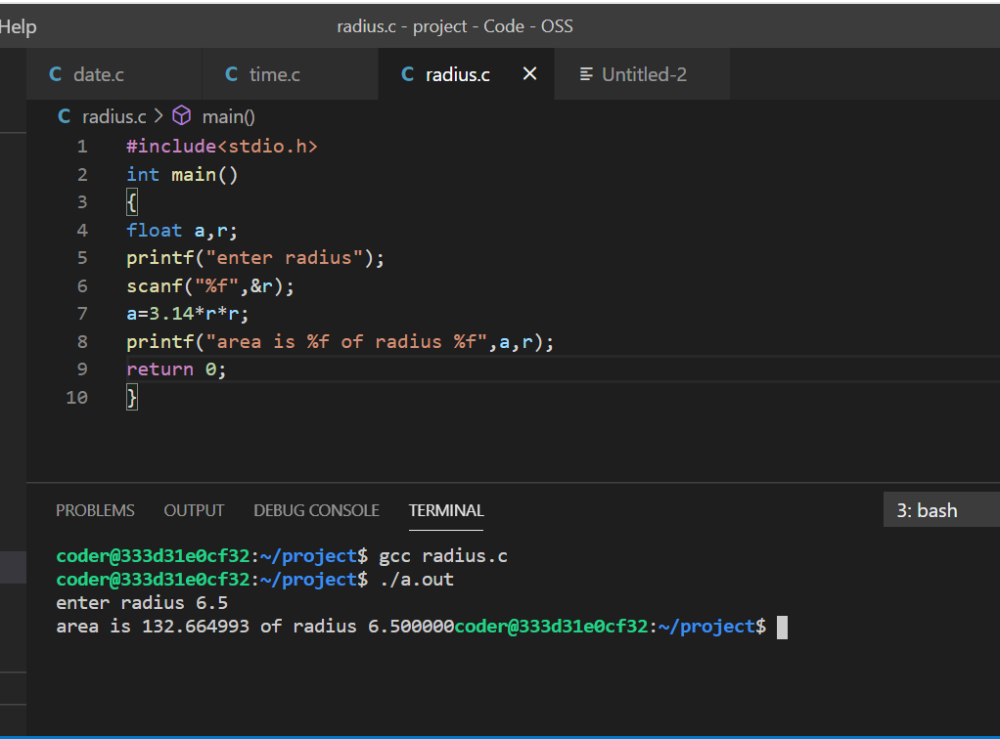 Help radius.c - project - Code - OSS
C date.c C time.c C radius.c × Untitled-2
C radius.c > main()
1 #include<stdio.h>
2 int main()
3 {
4 float a,r;
5 printf("enter radius");
6 scanf("%f",&r);
7 a=3.14*r*r;
8 printf("area is %f of radius %f",a,r);
9 return 0;
10 }
PROBLEMS OUTPUT DEBUG CONSOLE TERMINAL 3: bash
coder@333d31e0cf32:~/project$ gcc radius.c
coder@333d31e0cf32:~/project$ ./a.out
enter radius 6.5
area is 132.664993 of radius 6.500000coder@333d31e0cf32:~/project$